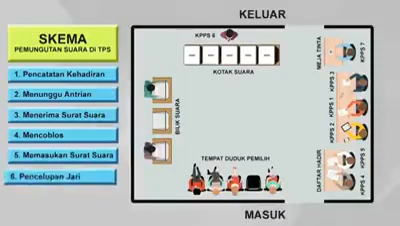 SKEMA
PEMUNGUTAN SUARA DI TPS
1. Pencatatan Kehadiran
2. Menunggu Antrian
3. Menerima Surat Suara
4. Mencoblos
5. Memasukan Surat Suara
6. Pencelupan Jari
KELUAR
KPPS 6
KOTAK SUARA
BILIK SUARA
TEMPAT DUDUK PEMILIH
MEJA TINTA
KPPS 7
KPPS 3
KPPS 1
KPPS 2
DAFTAR HADIR
KPPS 5
KPPS 4
MASUK